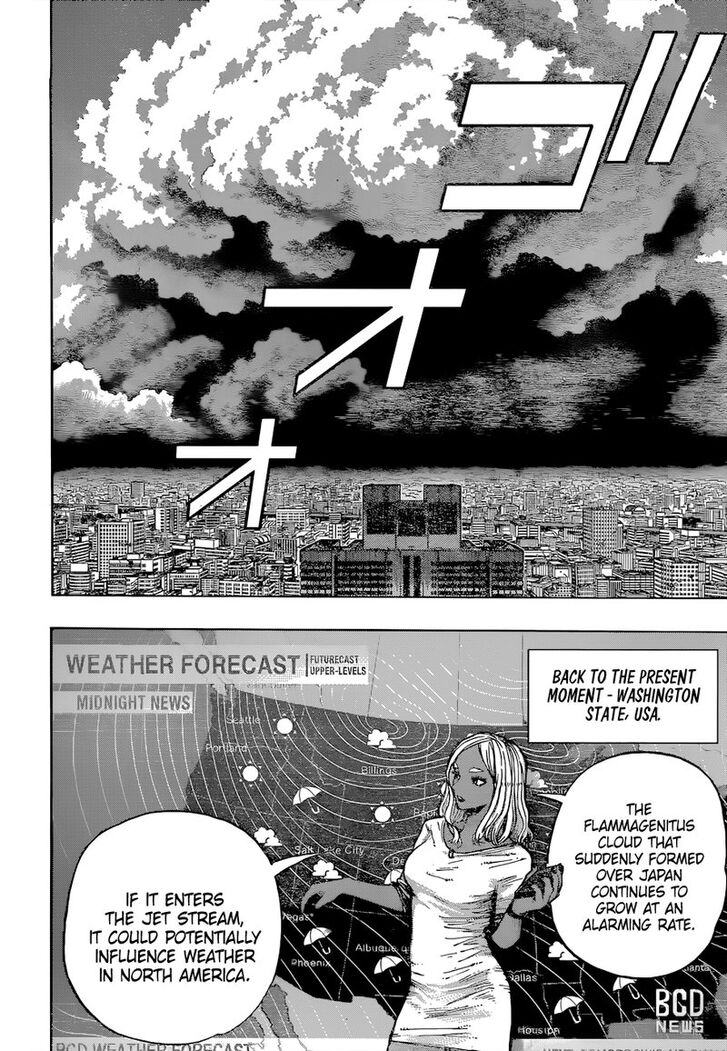 ゴ
オ
オ
BACK TO THE PRESENT
MOMENT - WASHINGTON
STATE, USA.
WEATHER FORECAST
FUTURECAST
UPPER-LEVELS
MIDNIGHT NEWS
THE
FLAMMAGENITUS
CLOUD THAT
SUDDENLY FORMED
OVER JAPAN
CONTINUES TO
GROW AT AN
ALARMING RATE.
IF IT ENTERS
THE JET STREAM,
IT COULD POTENTIALLY
INFLUENCE WEATHER
IN NORTH AMERICA.
Seattle
Portland
Billings
Salt Lake City
Phoenix
Dallas
Houston
BCD
NEWS
BCD WEATHER FORECAST